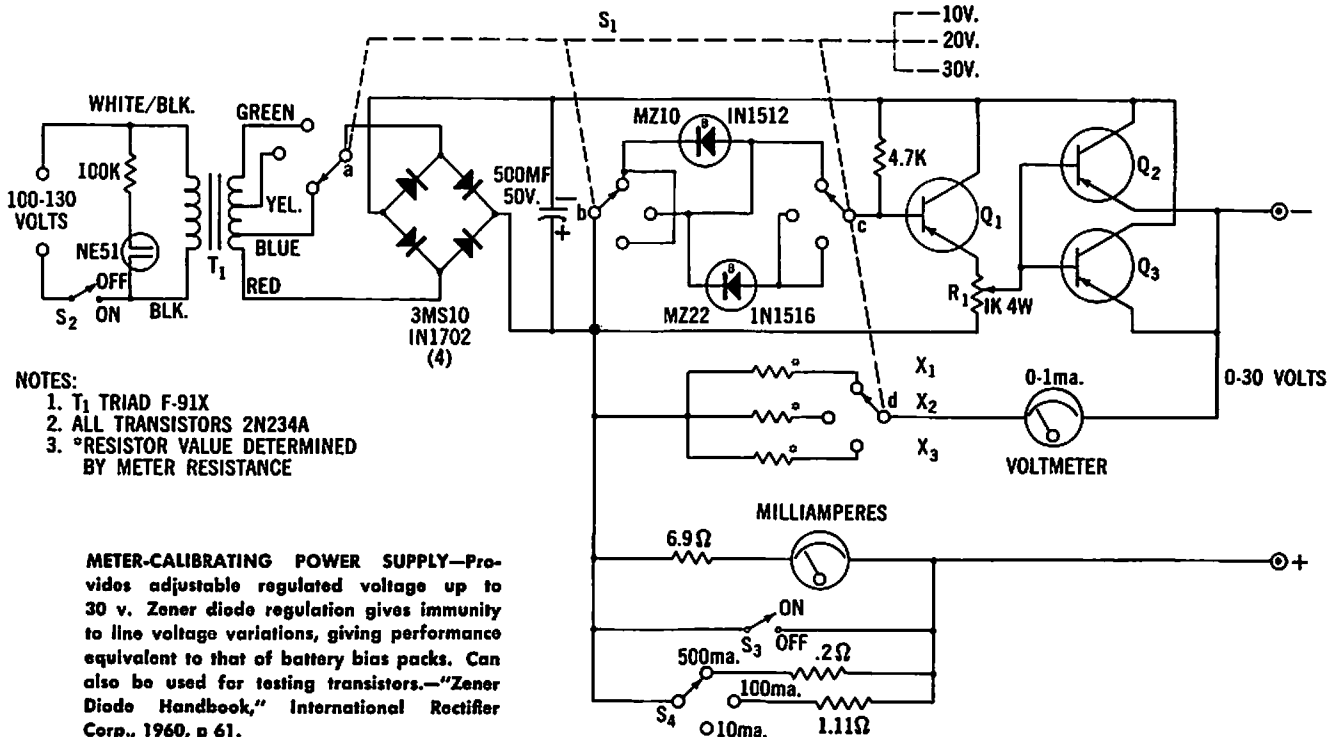 S1
10V.
20V.
30V.
WHITE/BLK.
GREEN
MZ10
1N1512
B
100K
a
4.7K
Q2
500MF
50V.
100-130
VOLTS
YEL.
b
c
Q1
−
+
NE51
T1
BLUE
B
Q3
OFF
RED
R1
1K 4W
S2
ON
BLK.
MZ22
1N1516
3MS10
IN1702
(4)
X1
0-1ma.
0-30 VOLTS
NOTES:
1. T1 TRIAD F-91X
2. ALL TRANSISTORS 2N234A
3. *RESISTOR VALUE DETERMINED
BY METER RESISTANCE
*
d
X2
*
X3
*
VOLTMETER
MILLIAMPERES
6.9Ω
+
METER-CALIBRATING POWER SUPPLY—Pro-
vides adjustable regulated voltage up to
30 v. Zener diode regulation gives immunity
to line voltage variations, giving performance
equivalent to that of battery bias packs. Can
also be used for testing transistors.—"Zener
Diode Handbook," International Rectifier
Corp., 1960, p 61.
ON
S3
OFF
500ma.
.2Ω
100ma.
S4
1.11Ω
10ma.